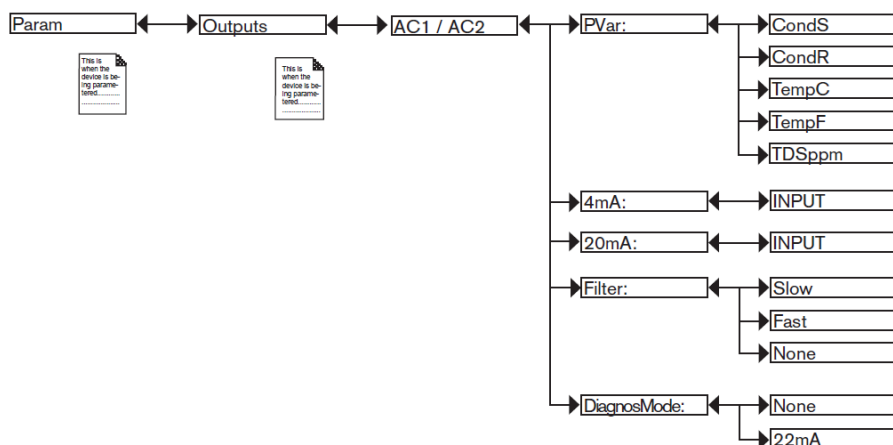 Param
Outputs
AC1 / AC2
PVar:
CondS
CondR
TempC
TempF
TDSppm
This is
when the
device is be-
ing parame-
tered............
.....................
This is
when the
device is be-
ing parame-
tered............
.....................
4mA:
INPUT
20mA:
INPUT
Filter:
Slow
Fast
None
DiagnosMode:
None
22mA